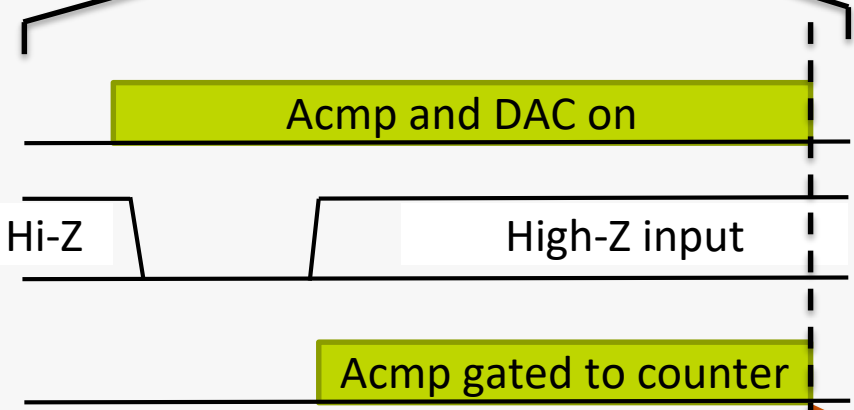 Acmp and DAC on
Hi-Z
High-Z input
Acmp gated to counter